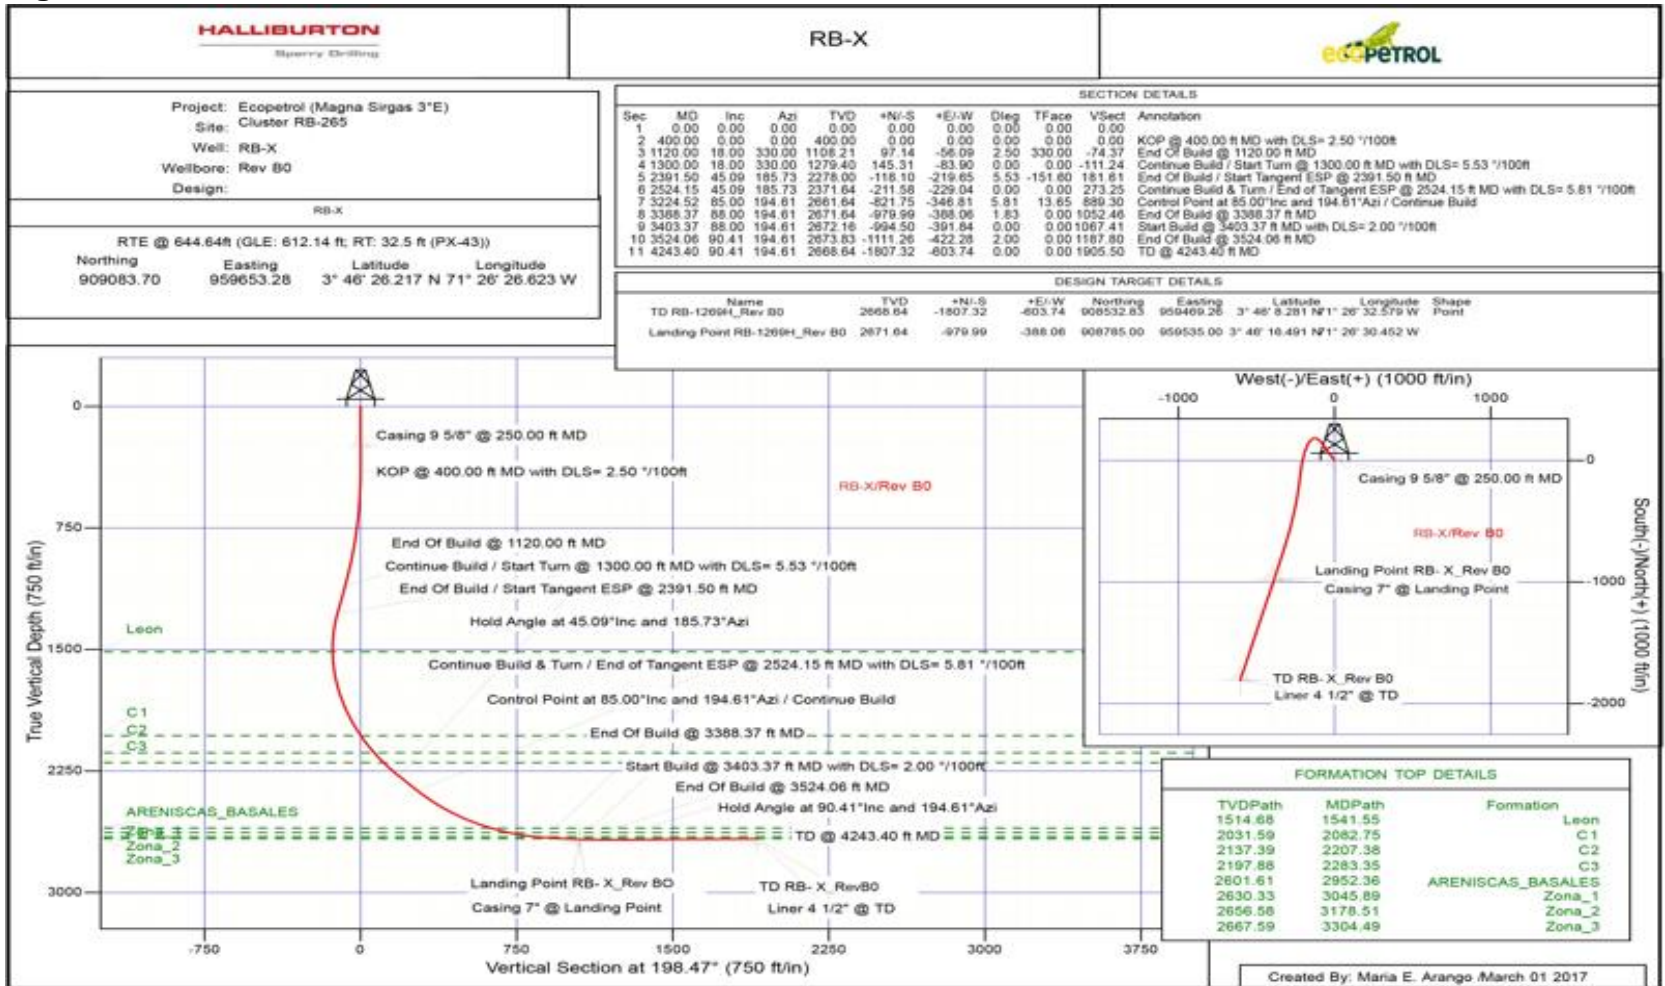 HALLIBURTON
Sperry Drilling
RB-X
ecopetrol
Project: Ecopetrol (Magna Sirgas 3°E)
Site: Cluster RB-265
Well: RB-X
Wellbore: Rev B0
Design:
RB-X
RTE @ 644.64ft (GLE: 612.14 ft; RT: 32.5 ft (PX-43))
Northing Easting Latitude Longitude
909083.70 959653.28 3° 46' 26.217 N 71° 26' 26.623 W
SECTION DETAILS
Sec MD Inc Azi TVD +N/-S +E/-W Dleg TFace VSect Annotation
1 0.00 0.00 0.00 0.00 0.00 0.00 0.00 0.00 0.00
2 400.00 0.00 0.00 400.00 0.00 0.00 0.00 0.00 0.00 KOP @ 400.00 ft MD with DLS= 2.50 °/100ft
3 1120.00 18.00 330.00 1108.21 97.14 -56.09 2.50 330.00 -74.37 End Of Build @ 1120.00 ft MD
4 1300.00 18.00 330.00 1279.40 145.31 -83.90 0.00 0.00 -111.24 Continue Build / Start Turn @ 1300.00 ft MD with DLS= 5.53 °/100ft
5 2391.50 45.09 185.73 2278.00 -118.10 -219.65 5.53 -151.60 181.61 End Of Build / Start Tangent ESP @ 2391.50 ft MD
6 2524.15 45.09 185.73 2371.64 -211.58 -229.04 0.00 0.00 273.25 Continue Build & Turn / End of Tangent ESP @ 2524.15 ft MD with DLS= 5.81 °/100ft
7 3224.52 85.00 194.61 2661.64 -821.75 -346.81 5.81 13.65 889.30 Control Point at 85.00°Inc and 194.61°Azi / Continue Build
8 3388.37 88.00 194.61 2671.64 -979.99 -388.06 1.83 0.00 1052.46 End Of Build @ 3388.37 ft MD
9 3403.37 88.00 194.61 2672.16 -994.50 -391.84 0.00 0.00 1067.41 Start Build @ 3403.37 ft MD with DLS= 2.00 °/100ft
10 3524.06 90.41 194.61 2673.83 -1111.26 -422.28 2.00 0.00 1187.80 End Of Build @ 3524.06 ft MD
11 4243.40 90.41 194.61 2668.64 -1807.32 -603.74 0.00 0.00 1905.50 TD @ 4243.40 ft MD
DESIGN TARGET DETAILS
Name TVD +N/-S +E/-W Northing Easting Latitude Longitude Shape
TD RB-1269H_Rev B0 2668.64 -1807.32 -603.74 908532.83 959469.26 3° 46' 8.281 N 71° 26' 32.579 W Point
Landing Point RB-1269H_Rev B0 2671.64 -979.99 -388.06 908785.00 959535.00 3° 46' 16.491 N 71° 26' 30.452 W
True Vertical Depth (750 ft/in)
0
750
1500
2250
3000
-750 0 750 1500 2250 3000 3750
Vertical Section at 198.47° (750 ft/in)
Casing 9 5/8" @ 250.00 ft MD
KOP @ 400.00 ft MD with DLS= 2.50 °/100ft
RB-X/Rev B0
End Of Build @ 1120.00 ft MD
Continue Build / Start Turn @ 1300.00 ft MD with DLS= 5.53 °/100ft
End Of Build / Start Tangent ESP @ 2391.50 ft MD
Hold Angle at 45.09°Inc and 185.73°Azi
Leon
Continue Build & Turn / End of Tangent ESP @ 2524.15 ft MD with DLS= 5.81 °/100ft
Control Point at 85.00°Inc and 194.61°Azi / Continue Build
C1
C2
End Of Build @ 3388.37 ft MD
C3
Start Build @ 3403.37 ft MD with DLS= 2.00 °/100ft
End Of Build @ 3524.06 ft MD
Hold Angle at 90.41°Inc and 194.61°Azi
ARENISCAS_BASALES
TD @ 4243.40 ft MD
Zona_2
Zona_3
Landing Point RB- X_Rev BO
Casing 7" @ Landing Point
TD RB- X_RevB0
Liner 4 1/2" @ TD
West(-)/East(+) (1000 ft/in)
-1000 0 1000
0
-1000
-2000
South(-)/North(+) (1000 ft/in)
Casing 9 5/8" @ 250.00 ft MD
RB-X/Rev B0
Landing Point RB- X_Rev B0
Casing 7" @ Landing Point
TD RB- X_Rev B0
Liner 4 1/2" @ TD
FORMATION TOP DETAILS
TVDPath MDPath Formation
1514.68 1541.55 Leon
2031.59 2082.75 C1
2137.39 2207.38 C2
2197.88 2283.35 C3
2601.61 2952.36 ARENISCAS_BASALES
2630.33 3045.89 Zona_1
2656.58 3178.51 Zona_2
2667.59 3304.49 Zona_3
Created By: Maria E. Arango /March 01 2017